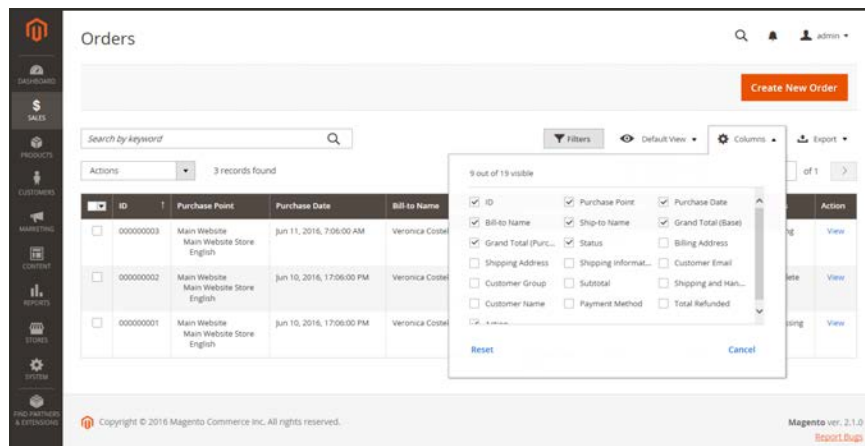 Orders
admin
DASHBOARD
Create New Order
$
SALES
Search by keyword
Filters
Default View
Columns
Export
PRODUCTS
Actions
3 records found
9 out of 19 visible
of 1
CUSTOMERS
ID
Purchase Point
Purchase Date
Bill-to Name
Action
ID
Purchase Point
Purchase Date
Bill-to Name
Ship-to Name
Grand Total (Base)
Grand Total (Purc...
Status
Billing Address
Shipping Address
Shipping Informat...
Customer Email
Customer Group
Subtotal
Shipping and Han...
Customer Name
Payment Method
Total Refunded
Action
Reset
Cancel
MARKETING
000000003
Main Website
Main Website Store
English
Jun 11, 2016, 7:06:00 AM
Veronica Costel
View
CONTENT
000000002
Main Website
Main Website Store
English
Jun 10, 2016, 17:06:00 PM
Veronica Costel
lete
View
REPORTS
000000001
Main Website
Main Website Store
English
Jun 10, 2016, 17:06:00 PM
Veronica Costel
ssing
View
STORES
SYSTEM
FIND PARTNERS
& EXTENSIONS
Copyright © 2016 Magento Commerce Inc. All rights reserved.
Magento ver. 2.1.0
Report Bugs